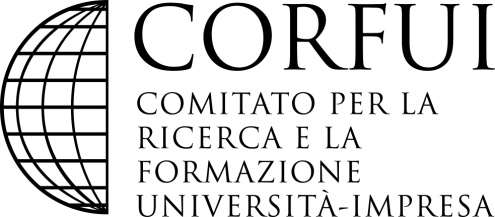 CORFUI
COMITATO PER LA
RICERCA E LA
FORMAZIONE
UNIVERSITÀ-IMPRESA